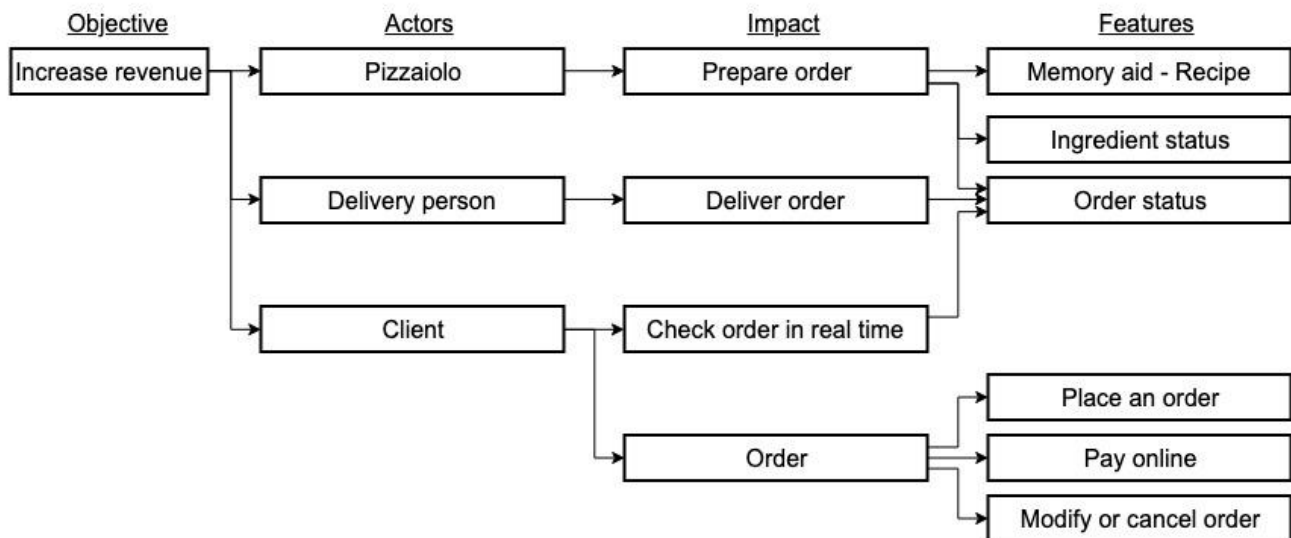 Objective
Actors
Impact
Features
Increase revenue
Pizzaiolo
Prepare order
Memory aid - Recipe
Ingredient status
Delivery person
Deliver order
Order status
Client
Check order in real time
Place an order
Order
Pay online
Modify or cancel order